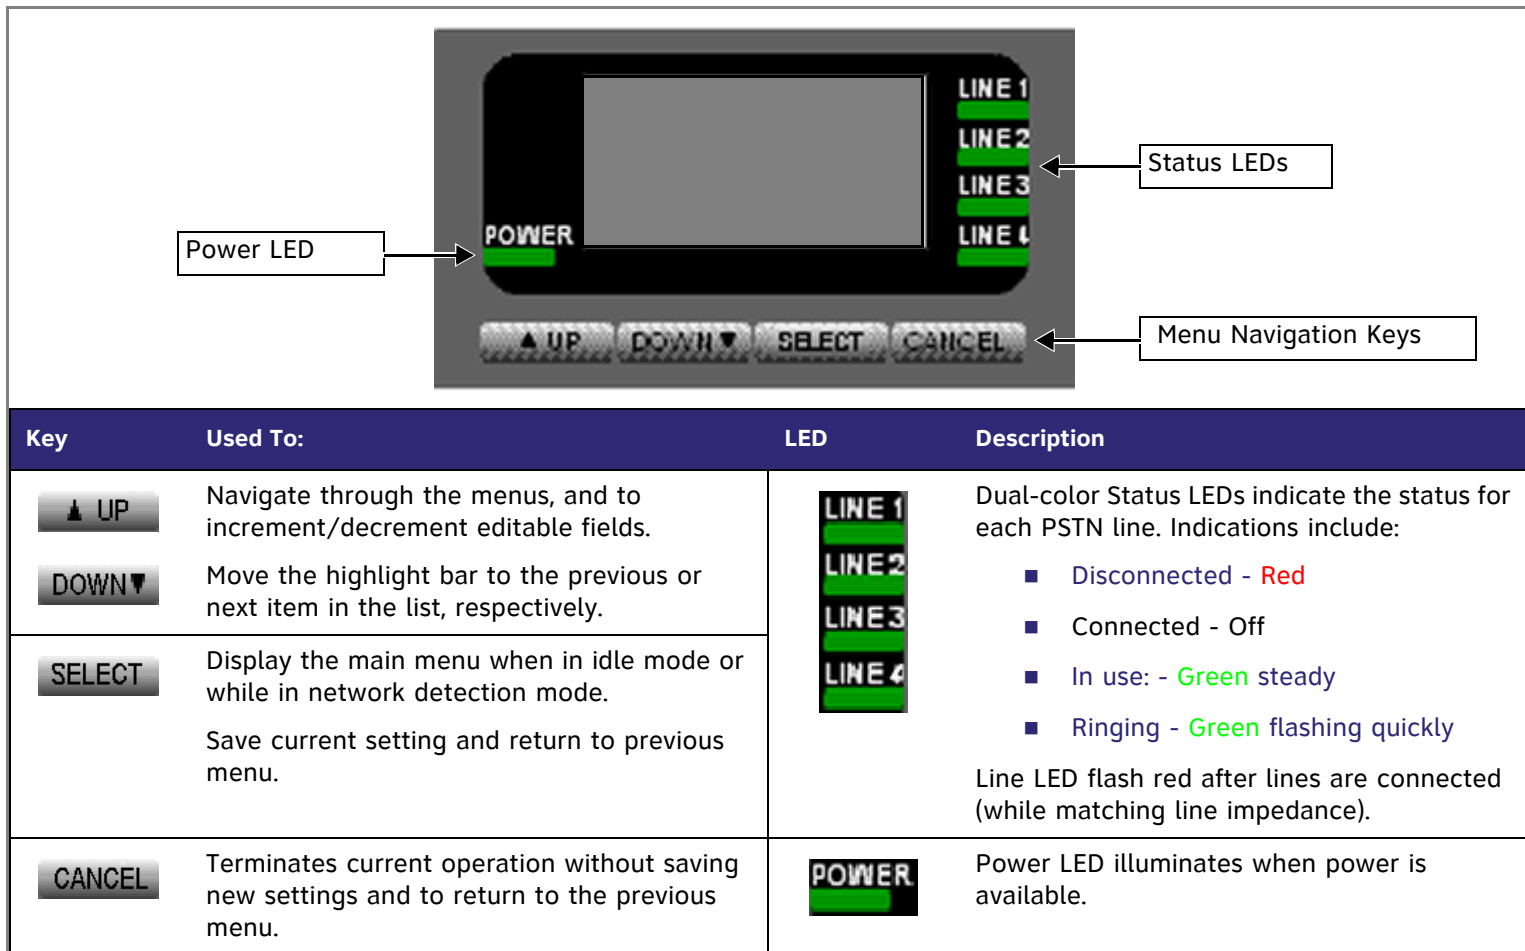 LINE 1
LINE 2
Status LEDs
LINE 3
POWER
LINE 4
Power LED
▲ UP
DOWN ▼
SELECT
CANCEL
Menu Navigation Keys
Key
Used To:
LED
Description
▲ UP
Navigate through the menus, and to
increment/decrement editable fields.
DOWN▼
Move the highlight bar to the previous or
next item in the list, respectively.
SELECT
Display the main menu when in idle mode or
while in network detection mode.
Save current setting and return to previous
menu.
LINE 1
LINE 2
LINE 3
LINE 4
Dual-color Status LEDs indicate the status for
each PSTN line. Indications include:
■ Disconnected - Red
■ Connected - Off
■ In use: - Green steady
■ Ringing - Green flashing quickly
Line LED flash red after lines are connected
(while matching line impedance).
CANCEL
Terminates current operation without saving
new settings and to return to the previous
menu.
POWER
Power LED illuminates when power is
available.